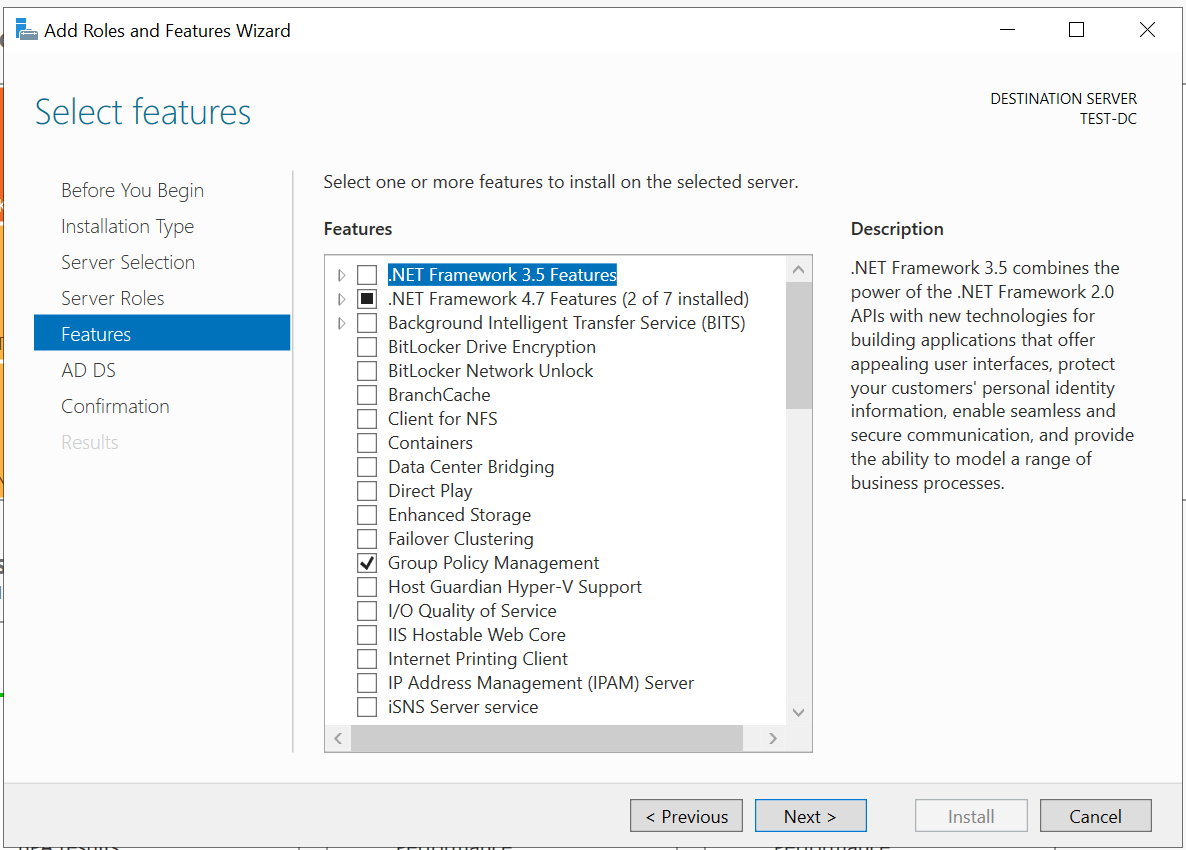 Add Roles and Features Wizard
Select features
DESTINATION SERVER
TEST-DC
Before You Begin
Installation Type
Server Selection
Server Roles
Features
AD DS
Confirmation
Results
Select one or more features to install on the selected server.
Features
.NET Framework 3.5 Features
.NET Framework 4.7 Features (2 of 7 installed)
Background Intelligent Transfer Service (BITS)
BitLocker Drive Encryption
BitLocker Network Unlock
BranchCache
Client for NFS
Containers
Data Center Bridging
Direct Play
Enhanced Storage
Failover Clustering
Group Policy Management
Host Guardian Hyper-V Support
I/O Quality of Service
IIS Hostable Web Core
Internet Printing Client
IP Address Management (IPAM) Server
iSNS Server service
Description
.NET Framework 3.5 combines the
power of the .NET Framework 2.0
APIs with new technologies for
building applications that offer
appealing user interfaces, protect
your customers' personal identity
information, enable seamless and
secure communication, and provide
the ability to model a range of
business processes.
< Previous
Next >
Install
Cancel